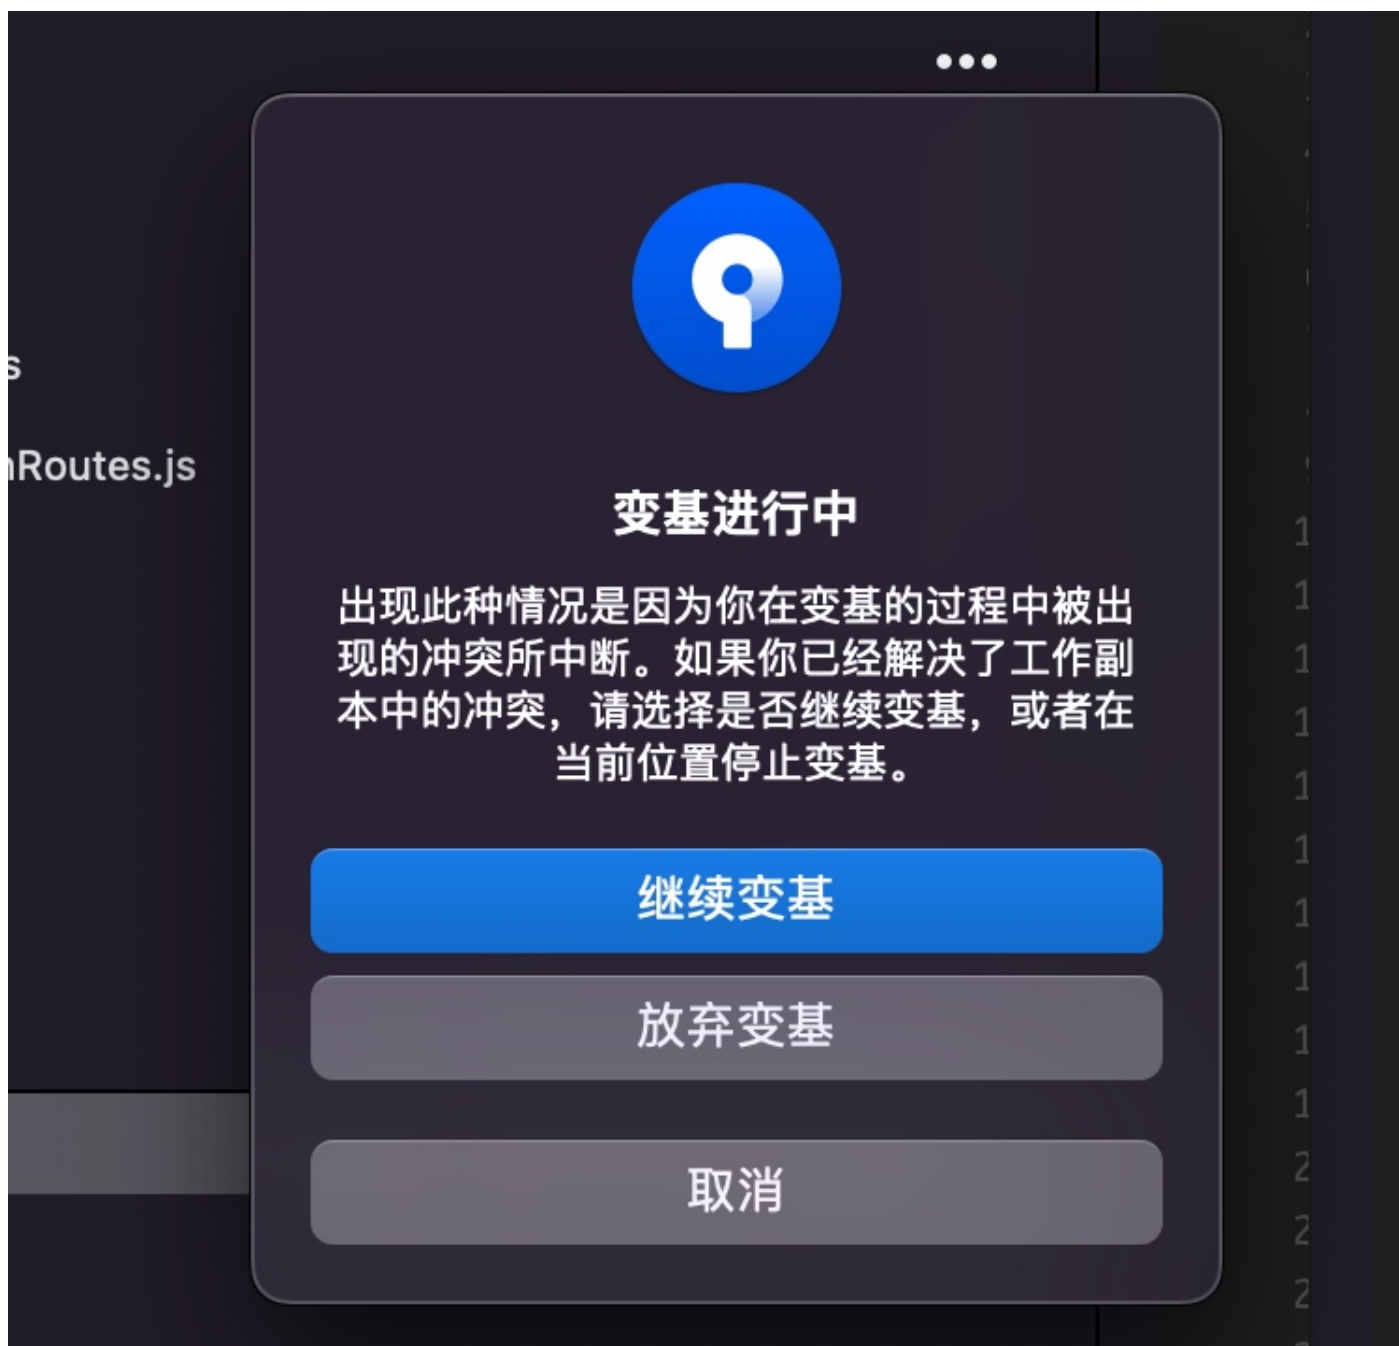 s
nRoutes.js
变基进行中
出现此种情况是因为你在变基的过程中被出
现的冲突所中断。如果你已经解决了工作副
本中的冲突，请选择是否继续变基，或者在
当前位置停止变基。
继续变基
放弃变基
取消